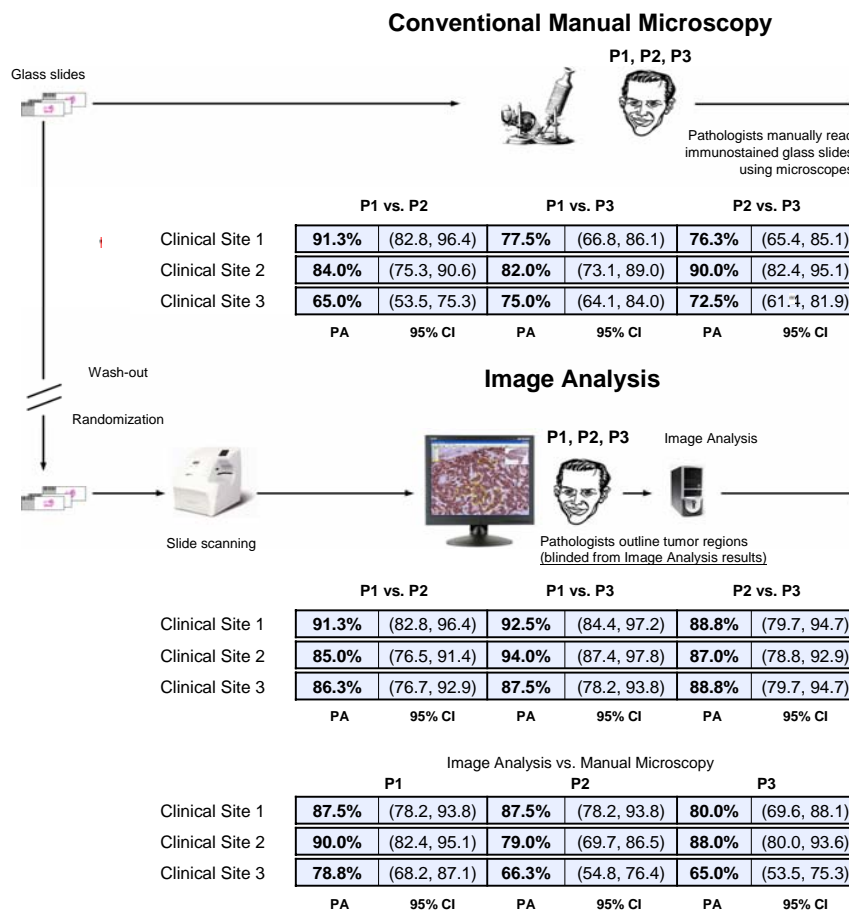 Conventional Manual Microscopy
P1, P2, P3
Glass slides
Pathologists manually read
immunostained glass slides
using microscopes
P1 vs. P2 P1 vs. P3 P2 vs. P3
Clinical Site 1 91.3% (82.8, 96.4) 77.5% (66.8, 86.1) 76.3% (65.4, 85.1)
Clinical Site 2 84.0% (75.3, 90.6) 82.0% (73.1, 89.0) 90.0% (82.4, 95.1)
Clinical Site 3 65.0% (53.5, 75.3) 75.0% (64.1, 84.0) 72.5% (61.4, 81.9)
PA 95% CI PA 95% CI PA 95% CI
Wash-out
Image Analysis
Randomization
P1, P2, P3
Image Analysis
Slide scanning
Pathologists outline tumor regions
(blinded from Image Analysis results)
P1 vs. P2 P1 vs. P3 P2 vs. P3
Clinical Site 1 91.3% (82.8, 96.4) 92.5% (84.4, 97.2) 88.8% (79.7, 94.7)
Clinical Site 2 85.0% (76.5, 91.4) 94.0% (87.4, 97.8) 87.0% (78.8, 92.9)
Clinical Site 3 86.3% (76.7, 92.9) 87.5% (78.2, 93.8) 88.8% (79.7, 94.7)
PA 95% CI PA 95% CI PA 95% CI
Image Analysis vs. Manual Microscopy
P1 P2 P3
Clinical Site 1 87.5% (78.2, 93.8) 87.5% (78.2, 93.8) 80.0% (69.6, 88.1)
Clinical Site 2 90.0% (82.4, 95.1) 79.0% (69.7, 86.5) 88.0% (80.0, 93.6)
Clinical Site 3 78.8% (68.2, 87.1) 66.3% (54.8, 76.4) 65.0% (53.5, 75.3)
PA 95% CI PA 95% CI PA 95% CI